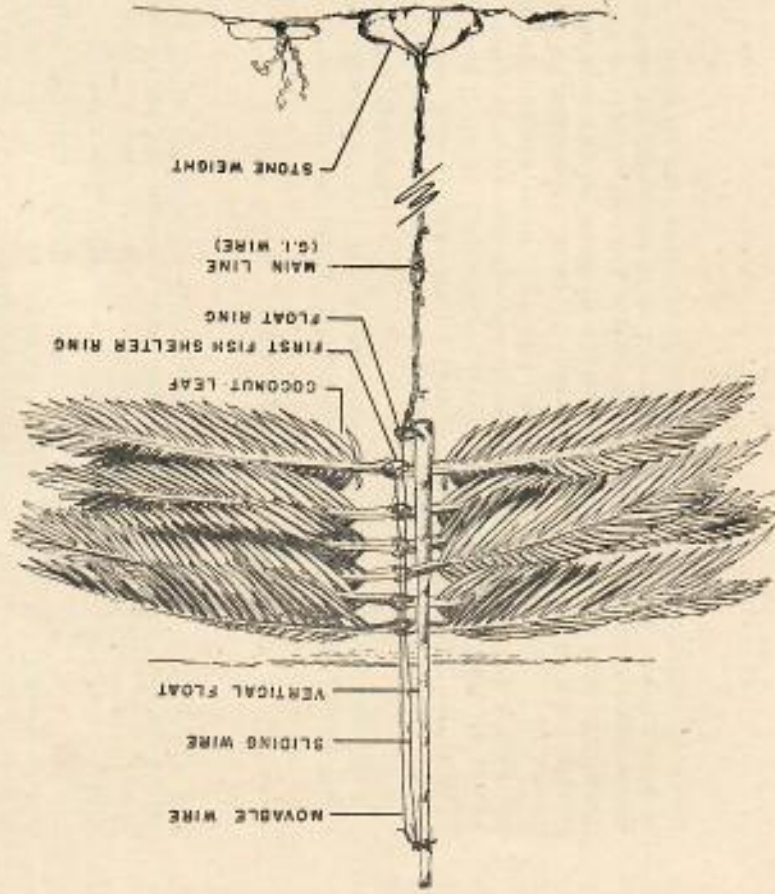 MOVABLE WIRE
SLIDING WIRE
VERTICAL FLOAT
COCONUT LEAF
FIRST FISH SHELTER RING
FLOAT RING
MAIN LINE
(G.I. WIRE)
STONE WEIGHT